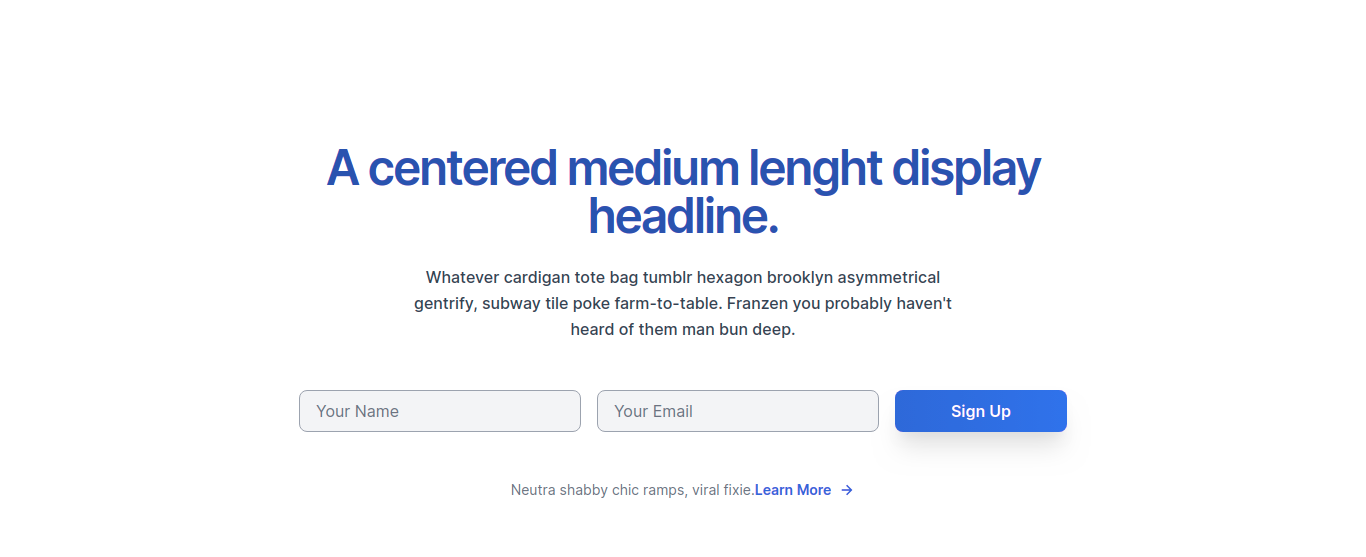 A centered medium lenght display
headline.
Whatever cardigan tote bag tumblr hexagon brooklyn asymmetrical
gentrify, subway tile poke farm-to-table. Franzen you probably haven't
heard of them man bun deep.
Your Name
Your Email
Sign Up
Neutra shabby chic ramps, viral fixie.Learn More →